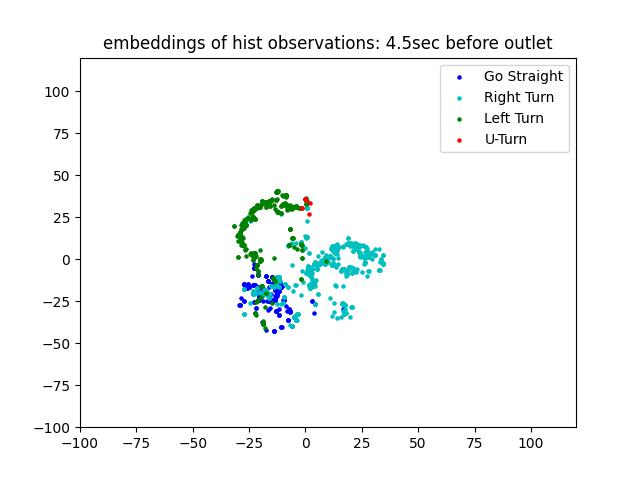 embeddings of hist observations: 4.5sec before outlet
Go Straight
Right Turn
Left Turn
U-Turn
100
75
50
25
0
−25
−50
−75
−100
−100 −75 −50 −25 0 25 50 75 100